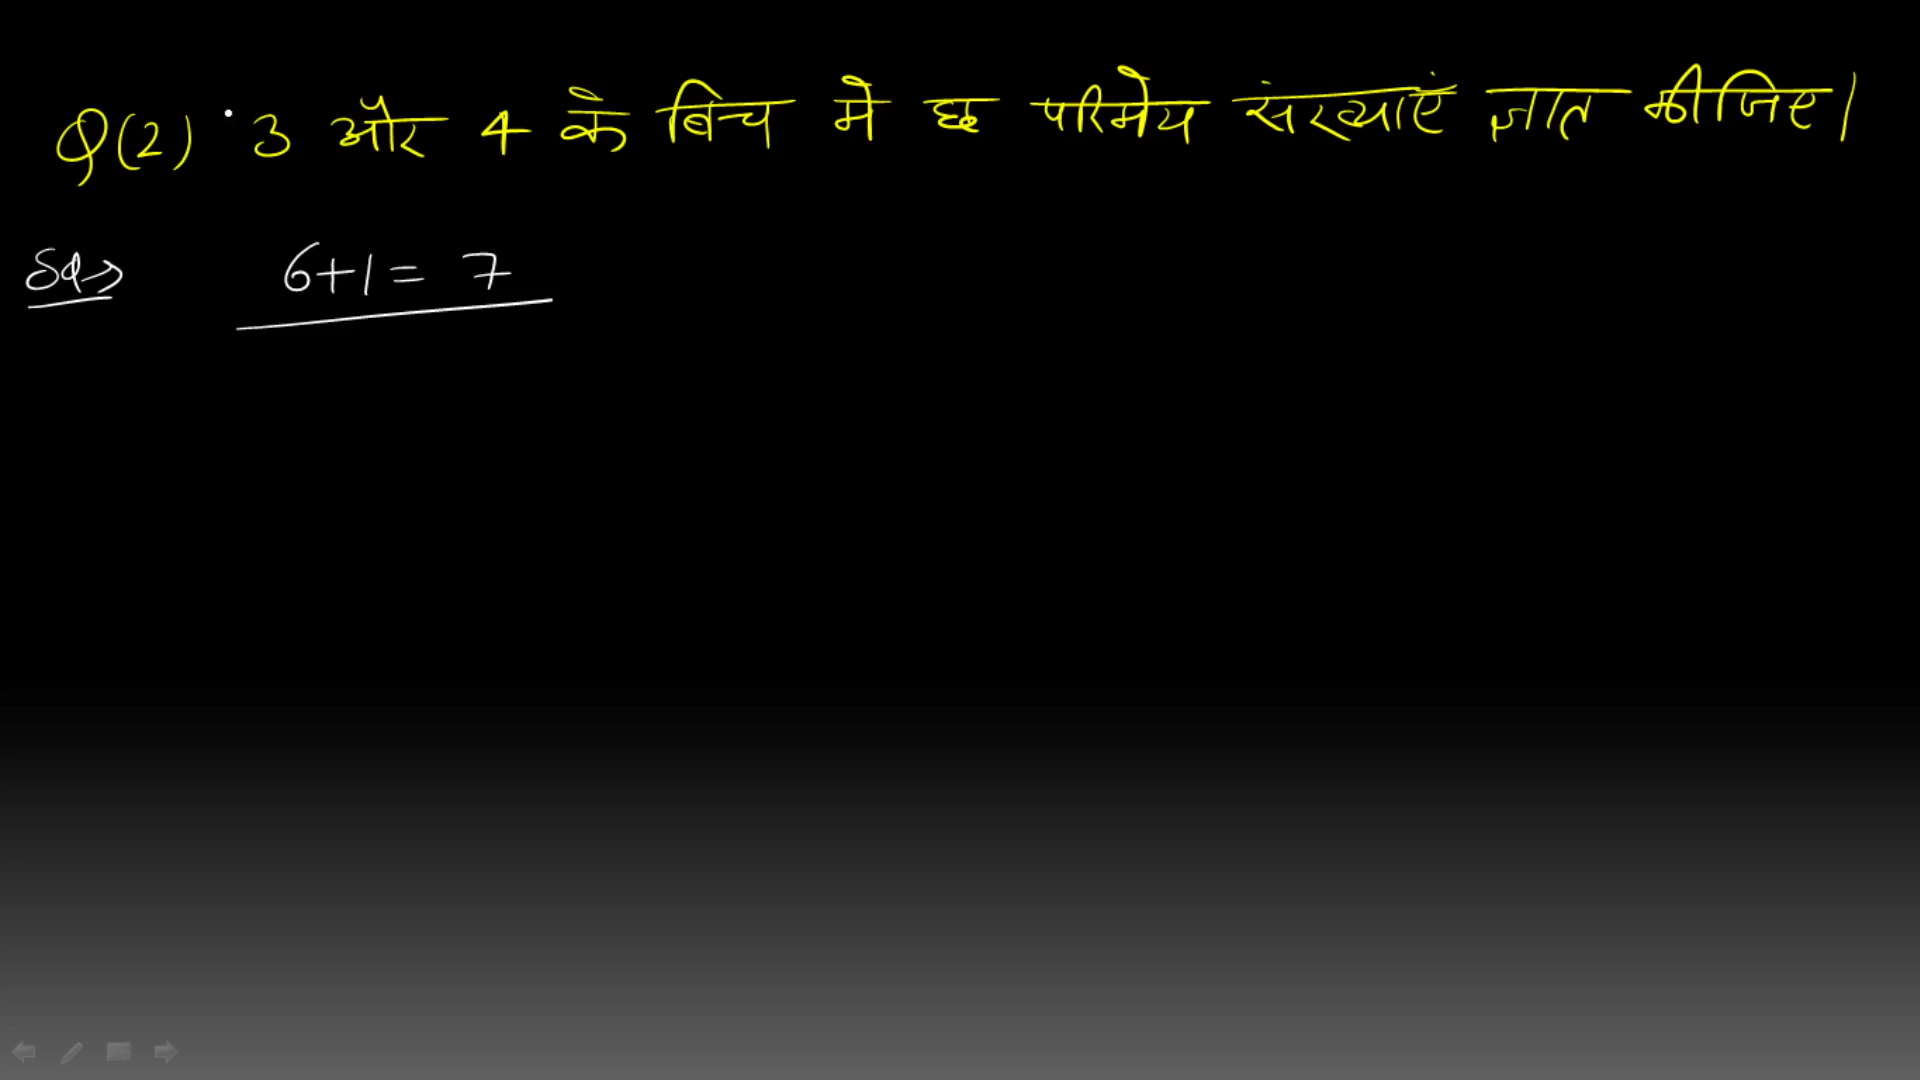 Q(2) 3 और 4 के बिच मे छ परिमेय संख्याएं ज्ञात कीजिए।
Sol→ 6+1= 7